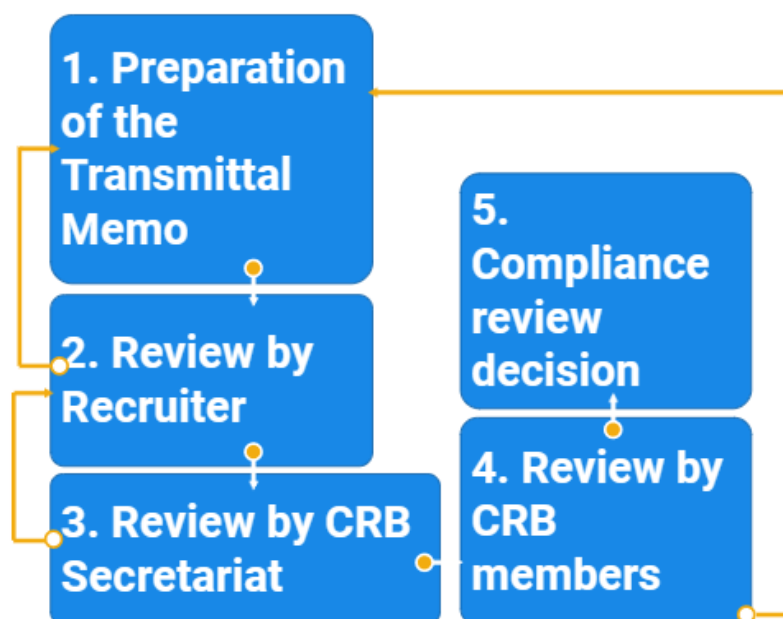 1. Preparation
of the
Transmittal
Memo
2. Review by
Recruiter
3. Review by CRB
Secretariat
4. Review by
CRB
members
5.
Compliance
review
decision